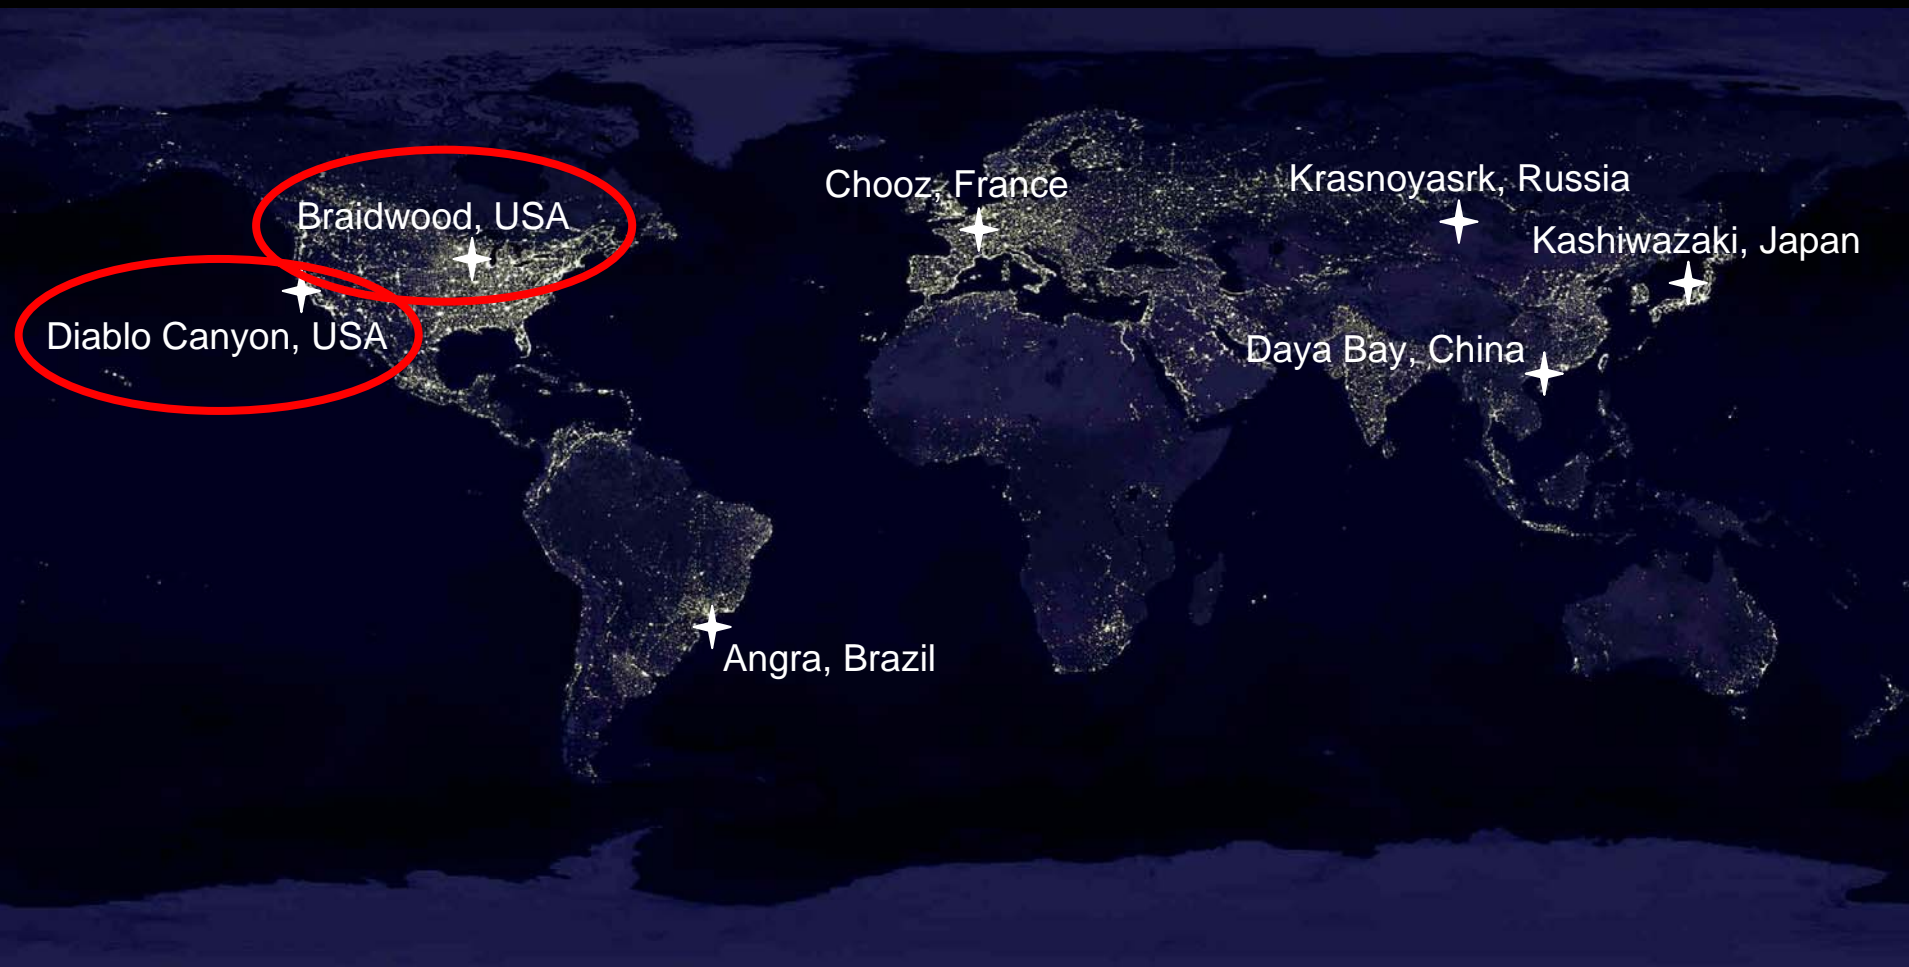 Chooz, France
Krasnoyasrk, Russia
Braidwood, USA
Kashiwazaki, Japan
Diablo Canyon, USA
Daya Bay, China
Angra, Brazil